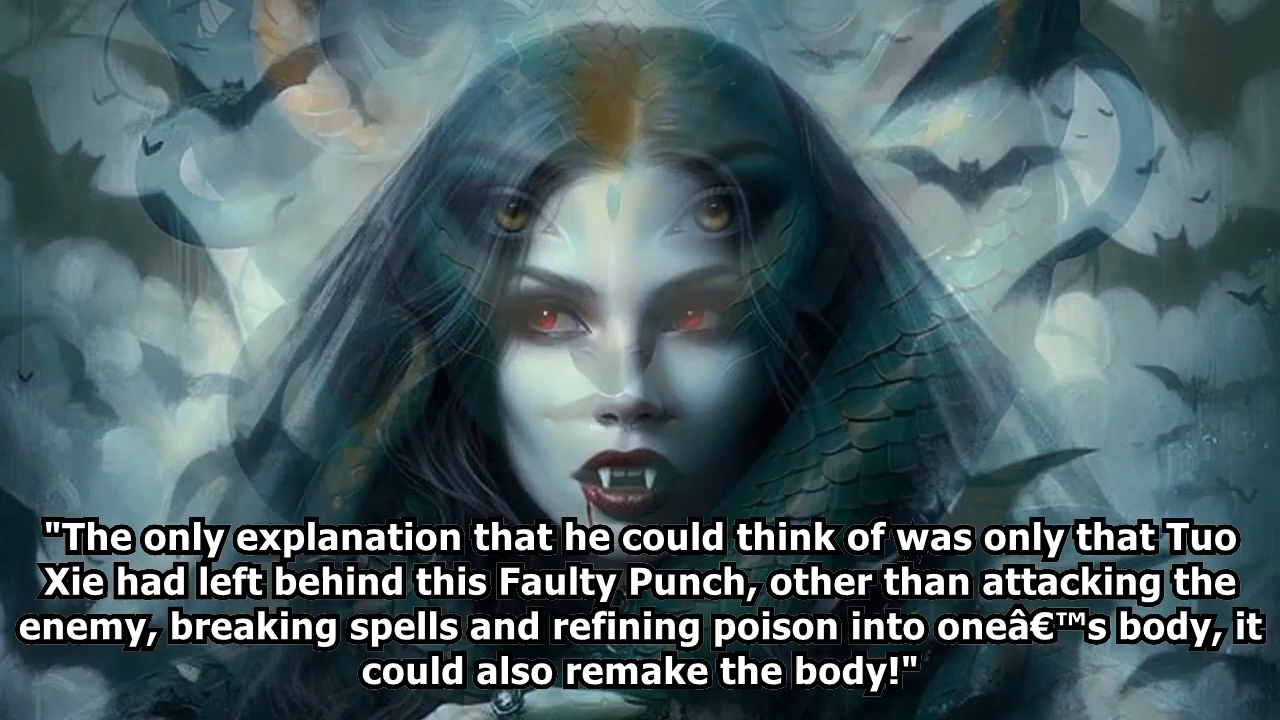 "The only explanation that he could think of was only that Tuo
Xie had left behind this Faulty Punch, other than attacking the
enemy, breaking spells and refining poison into oneâ€™s body, it
could also remake the body!"